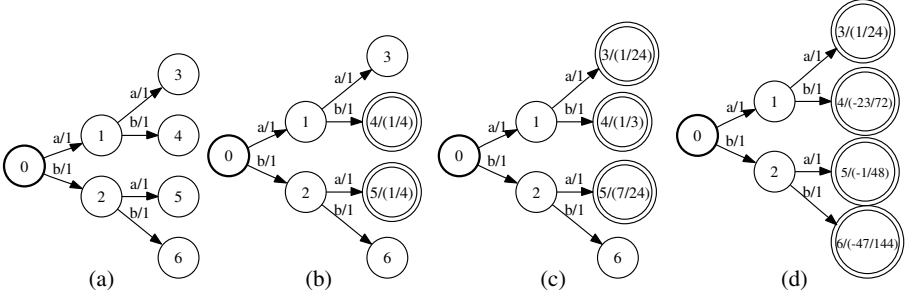 0
a/1
b/1
1
2
a/1
b/1
a/1
b/1
3
4
5
6
(a)
0
a/1
b/1
1
2
a/1
b/1
a/1
b/1
3
4/(1/4)
5/(1/4)
6
(b)
0
a/1
b/1
1
2
a/1
b/1
a/1
b/1
3/(1/24)
4/(1/3)
5/(7/24)
6
(c)
0
a/1
b/1
1
2
a/1
b/1
a/1
b/1
3/(1/24)
4/(-23/72)
5/(-1/48)
6/(-47/144)
(d)